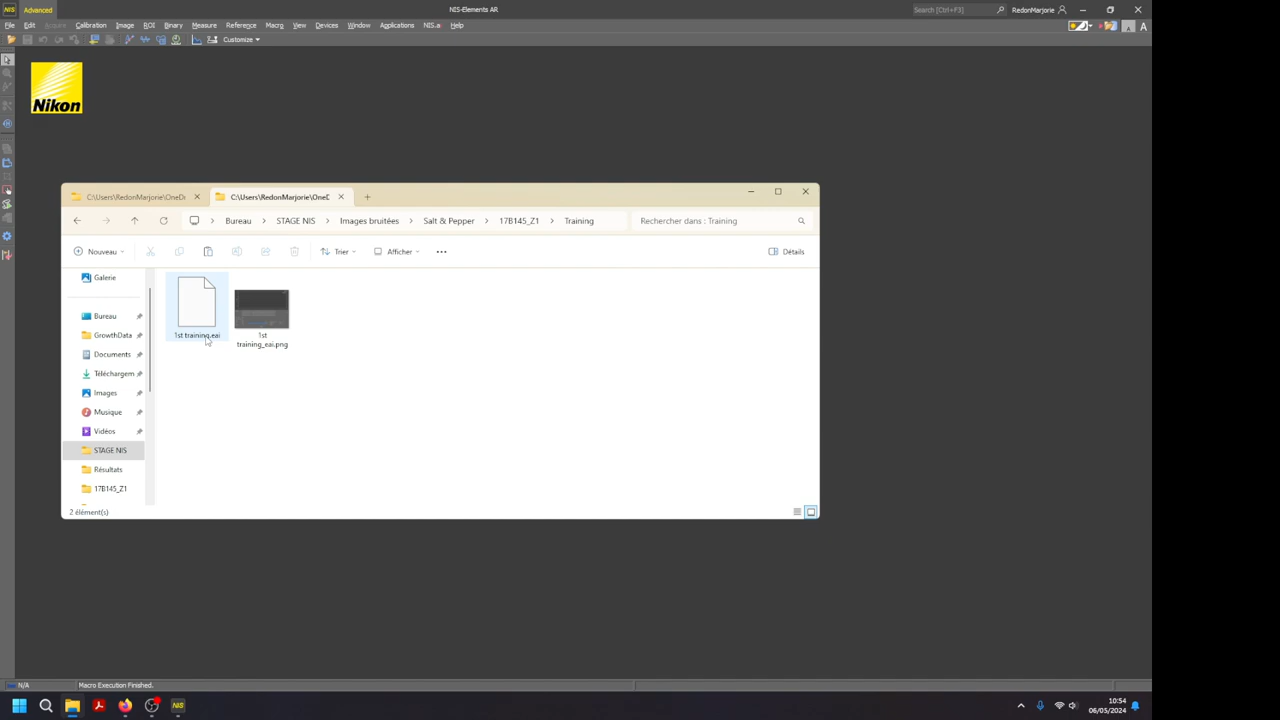 NIS
Advanced
NIS-Elements AR
Search (Ctrl+F3)
RedonMarjorie
File Edit Calibration Acquire Image ROI Binary Measure Reference Macro View Devices Window Applications NIS.a Help
Customize
A
Nikon
C:\Users\RedonMarjorie\OneDr
C:\Users\RedonMarjorie\OneD
Bureau > STAGE NIS > Images bruitées > Salt & Pepper > 17B145_Z1 > Training
Rechercher dans : Training
Nouveau
Trier
Afficher
Détails
Galerie
Bureau
GrowthData
Documents
Téléchargem
Images
Musique
Vidéos
STAGE NIS
Résultats
17B145_Z1
1st training.eai
1st
training_eai.png
2 élément(s)
N/A
Macro Execution Finished.
NIS
10:54
06/05/2024